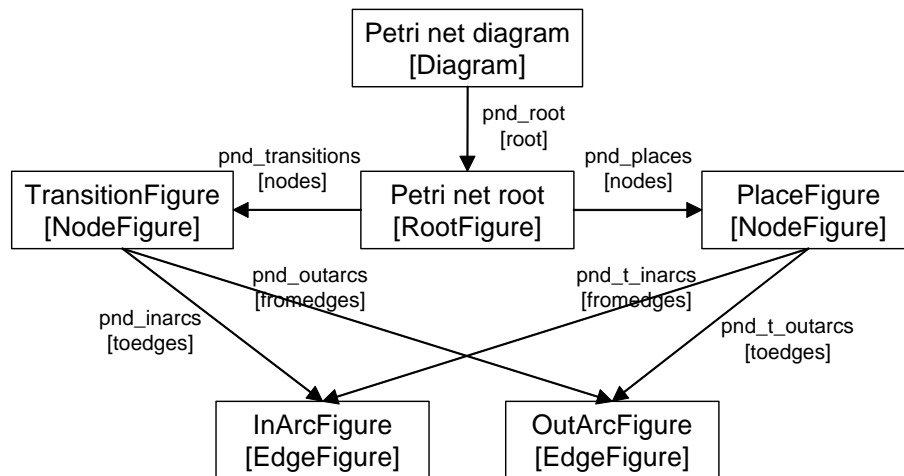 Petri net diagram
[Diagram]
pnd_root
[root]
pnd_transitions
[nodes]
pnd_places
[nodes]
TransitionFigure
[NodeFigure]
Petri net root
[RootFigure]
PlaceFigure
[NodeFigure]
pnd_outarcs
[fromedges]
pnd_t_inarcs
[fromedges]
pnd_inarcs
[toedges]
pnd_t_outarcs
[toedges]
InArcFigure
[EdgeFigure]
OutArcFigure
[EdgeFigure]